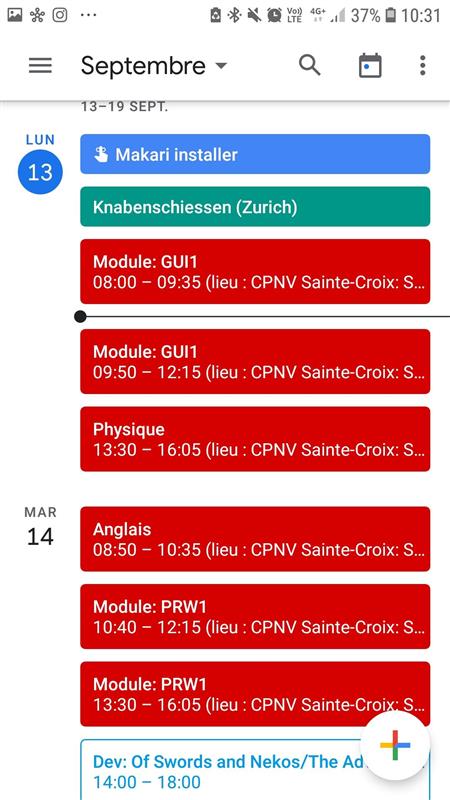 Vo))
LTE
4G+
37%
10:31
Septembre
13–19 SEPT.
LUN
13
Makari installer
Knabenschiessen (Zurich)
Module: GUI1
08:00 – 09:35 (lieu : CPNV Sainte-Croix: S...
Module: GUI1
09:50 – 12:15 (lieu : CPNV Sainte-Croix: S...
Physique
13:30 – 16:05 (lieu : CPNV Sainte-Croix: S...
MAR
14
Anglais
08:50 – 10:35 (lieu : CPNV Sainte-Croix: S...
Module: PRW1
10:40 – 12:15 (lieu : CPNV Sainte-Croix: S...
Module: PRW1
13:30 – 16:05 (lieu : CPNV Sainte-Croix: S...
Dev: Of Swords and Nekos/The Ad
14:00 – 18:00